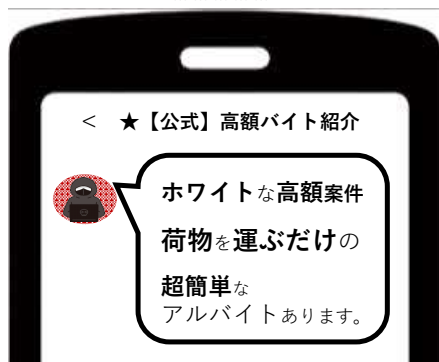 < ★【公式】高額バイト紹介
ホワイトな高額案件
荷物を運ぶだけの
超簡単な
アルバイトあります。